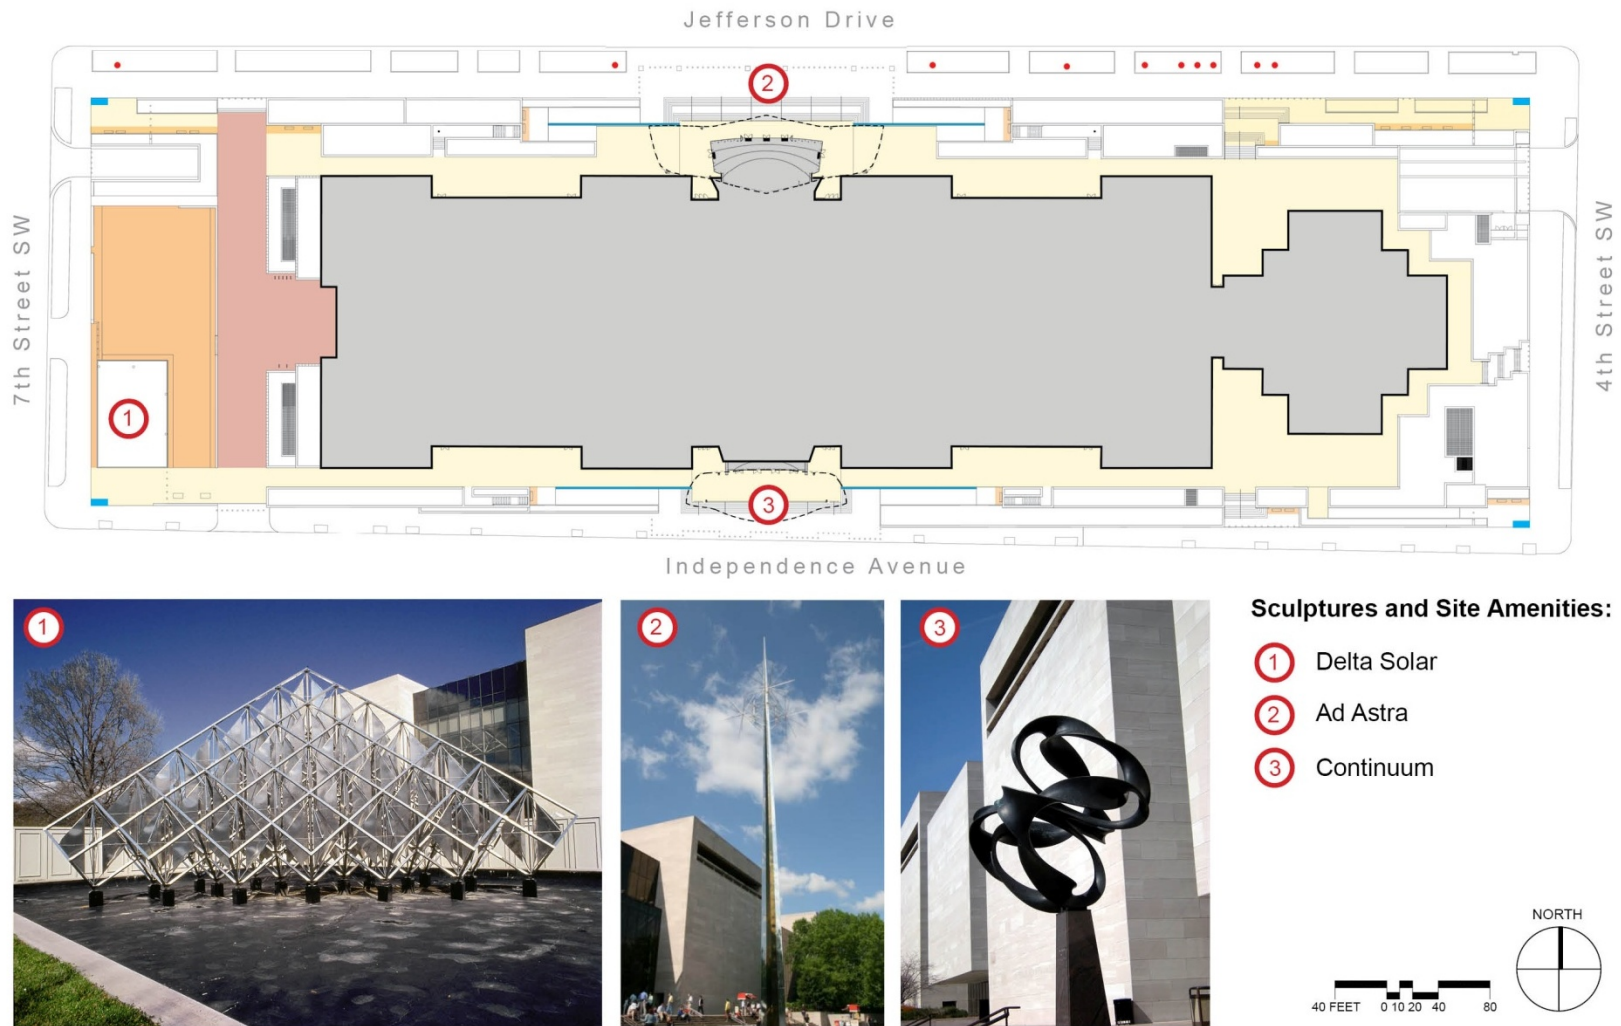 Jefferson Drive
2
7th Street SW
4th Street SW
1
3
Independence Avenue
1
2
3
Sculptures and Site Amenities:
1 Delta Solar
2 Ad Astra
3 Continuum
NORTH
40 FEET 0 10 20 40 80